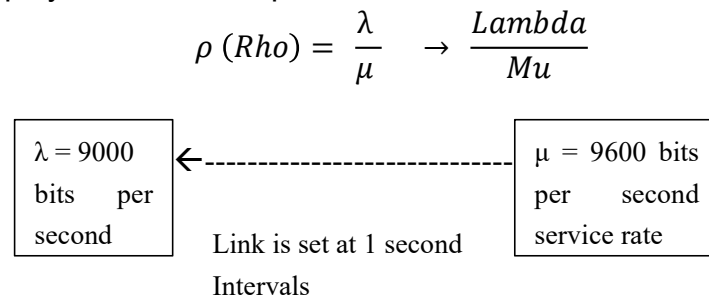 ρ (Rho) = λ/μ → Lambda/Mu
λ = 9000
bits per
second
μ = 9600 bits
per second
service rate
Link is set at 1 second
Intervals